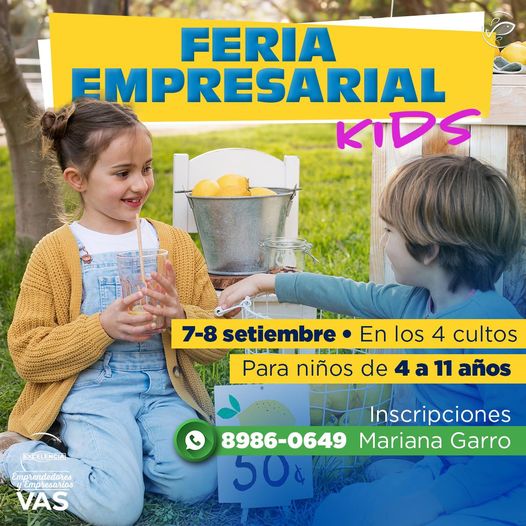 FERIA
EMPRESARIAL
KIDS
7-8 setiembre • En los 4 cultos
Para niños de 4 a 11 años
Inscripciones
8986-0649 Mariana Garro
50¢
EXCELENCIA
Emprendedores
y Empresarios
VAS